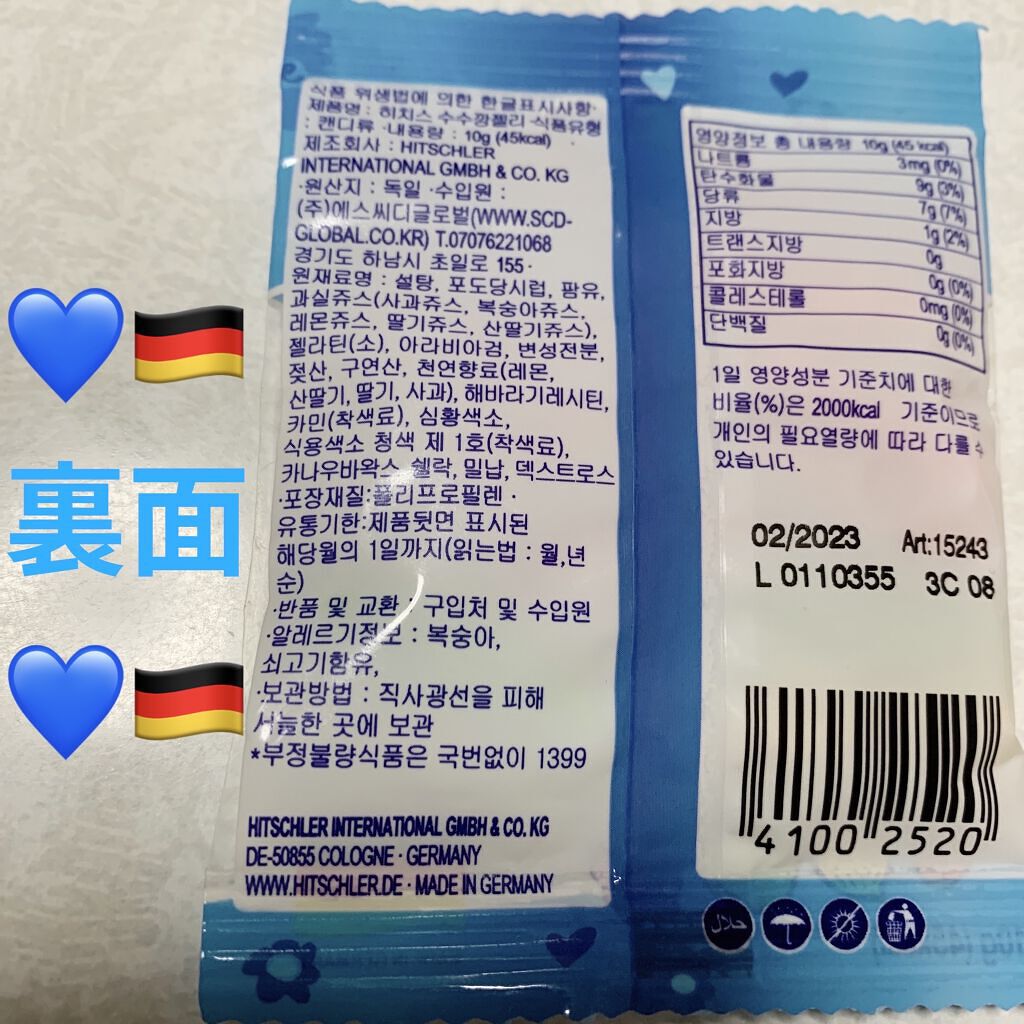 裏面
식품 위생법에 의한 한글표시사항·
제품명 : 히치스 수수깡젤리 ·식품유형
: 캔디류 ·내용량 : 10g (45kcal)
제조회사 : HITSCHLER
INTERNATIONAL GMBH & CO. KG
·원산지 : 독일 ·수입원 :
(주)에스씨디글로벌(WWW.SCD-
GLOBAL.CO.KR) T.07076221068
경기도 하남시 초일로 155 ·
원재료명 : 설탕, 포도당시럽, 팜유,
과실쥬스(사과쥬스, 복숭아쥬스,
레몬쥬스, 딸기쥬스, 산딸기쥬스),
젤라틴(소), 아라비아검, 변성전분,
젖산, 구연산, 천연향료(레몬,
산딸기, 딸기, 사과), 해바라기레시틴,
카민(착색료), 심황색소,
식용색소 청색 제 1호(착색료),
카나우바왁스, 쉘락, 밀납, 덱스트로스
·포장재질:폴리프로필렌 ·
유통기한:제품뒷면 표시된
해당월의 1일까지(읽는법 : 월,년
순)
·반품 및 교환 : 구입처 및 수입원
·알레르기정보 : 복숭아,
쇠고기함유,
·보관방법 : 직사광선을 피해
서늘한 곳에 보관
*부정불량식품은 국번없이 1399
HITSCHLER INTERNATIONAL GMBH & CO. KG
DE-50855 COLOGNE · GERMANY
WWW.HITSCHLER.DE · MADE IN GERMANY
영양정보 총 내용량 10g (45 kcal)
나트륨 3mg (0%)
탄수화물 9g (3%)
당류 7g (7%)
지방 1g (2%)
트랜스지방 0g
포화지방 0g (0%)
콜레스테롤 0mg (0%)
단백질 0g (0%)
1일 영양성분 기준치에 대한
비율(%)은 2000kcal 기준이므로
개인의 필요열량에 따라 다를 수
있습니다.
02/2023 Art:15243
L 0110355 3C 08
4100 2520
حلال